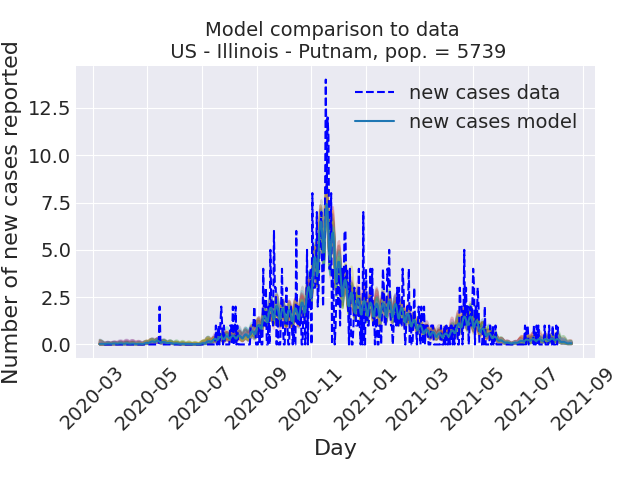 Model comparison to data
US - Illinois - Putnam, pop. = 5739
Number of new cases reported
12.5
10.0
7.5
5.0
2.5
0.0
new cases data
new cases model
2020-03
2020-05
2020-07
2020-09
2020-11
2021-01
2021-03
2021-05
2021-07
2021-09
Day